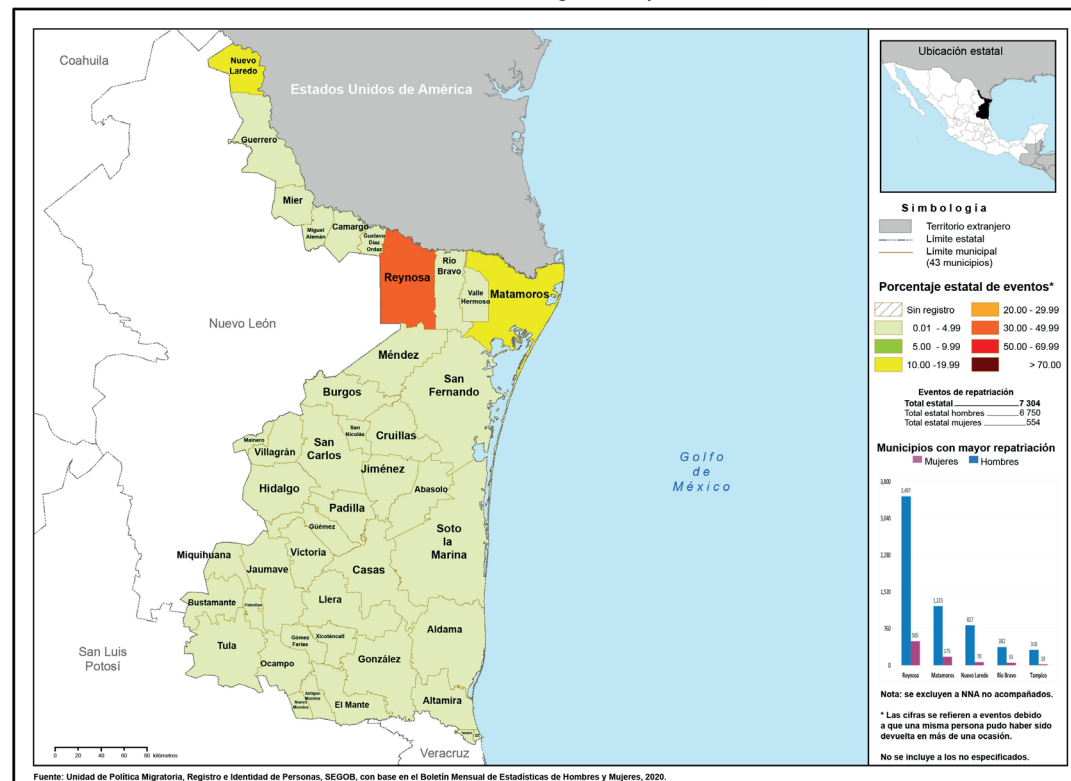 Coahuila
Nuevo
Laredo
Estados Unidos de América
Guerrero
Mier
Miguel
Alemán
Camargo
Gustavo
Díaz
Ordaz
Reynosa
Río
Bravo
Valle
Hermoso
Matamoros
Nuevo León
Méndez
San
Fernando
Burgos
San
Nicolás
Cruillas
Mainero
Villagrán
San
Carlos
Jiménez
Hidalgo
Abasolo
Padilla
Güémez
Soto
la
Marina
Miquihuana
Victoria
Jaumave
Casas
Bustamante
Palmillas
Llera
Aldama
Tula
Gómez
Farías
Xicoténcatl
San Luis
Potosí
Ocampo
González
Antiguo
Morelos
Nuevo
Morelos
El Mante
Altamira
Veracruz
Golfo
de
México
0 20 40 60 80 kilómetros
Ubicación estatal
Simbología
Territorio extranjero
Límite estatal
Límite municipal
(43 municipios)
Porcentaje estatal de eventos*
Sin registro
0.01 - 4.99
5.00 - 9.99
10.00 -19.99
20.00 - 29.99
30.00 - 49.99
50.00 - 69.99
> 70.00
Eventos de repatriación
Total estatal 7 304
Total estatal hombres 6 750
Total estatal mujeres 554
Municipios con mayor repatriación
Mujeres Hombres
3,800
3,040
2,280
1,520
760
0
3,497
505
1,223
175
827
70
382
55
318
19
Reynosa Matamoros Nuevo Laredo Río Bravo Tampico
Nota: se excluyen a NNA no acompañados.
* Las cifras se refieren a eventos debido
a que una misma persona pudo haber sido
devuelta en más de una ocasión.
No se incluye a los no especificados.
Fuente: Unidad de Política Migratoria, Registro e Identidad de Personas, SEGOB, con base en el Boletín Mensual de Estadísticas de Hombres y Mujeres, 2020.